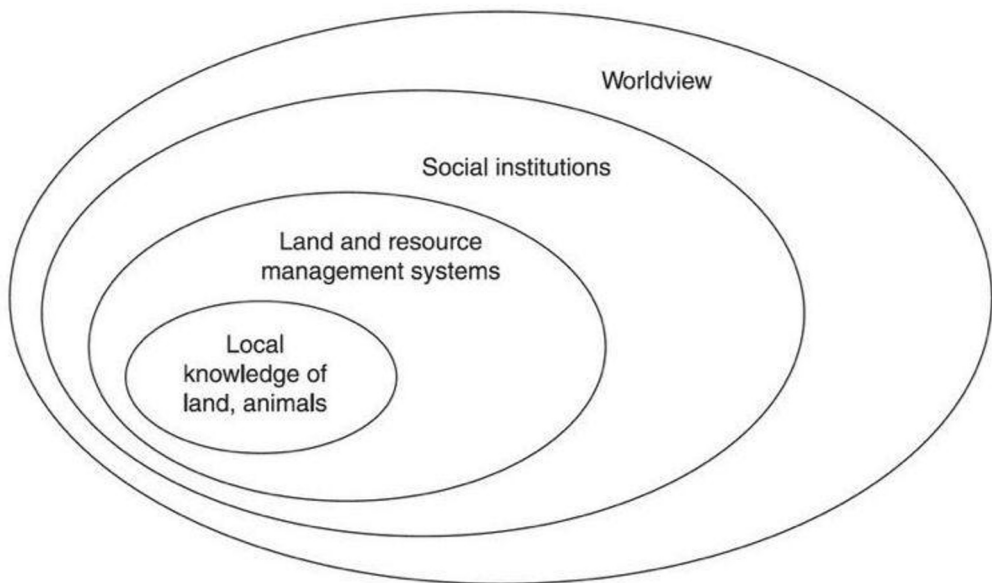 Worldview
Social institutions
Land and resource
management systems
Local
knowledge of
land, animals